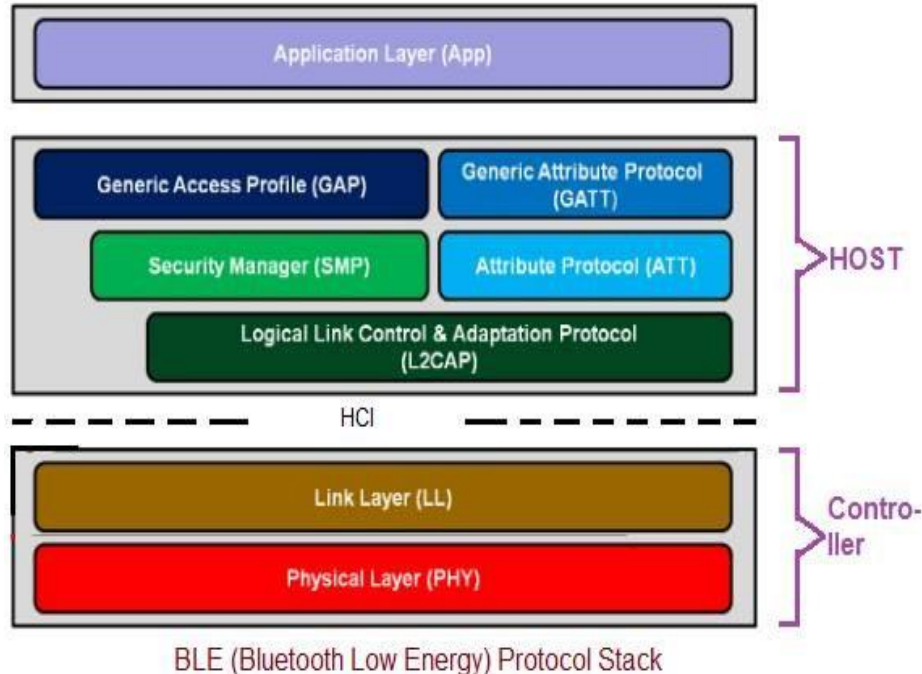 Application Layer (App)
Generic Access Profile (GAP)
Generic Attribute Protocol
(GATT)
Security Manager (SMP)
Attribute Protocol (ATT)
HOST
Logical Link Control & Adaptation Protocol
(L2CAP)
HCI
Link Layer (LL)
Contro-
ller
Physical Layer (PHY)
BLE (Bluetooth Low Energy) Protocol Stack